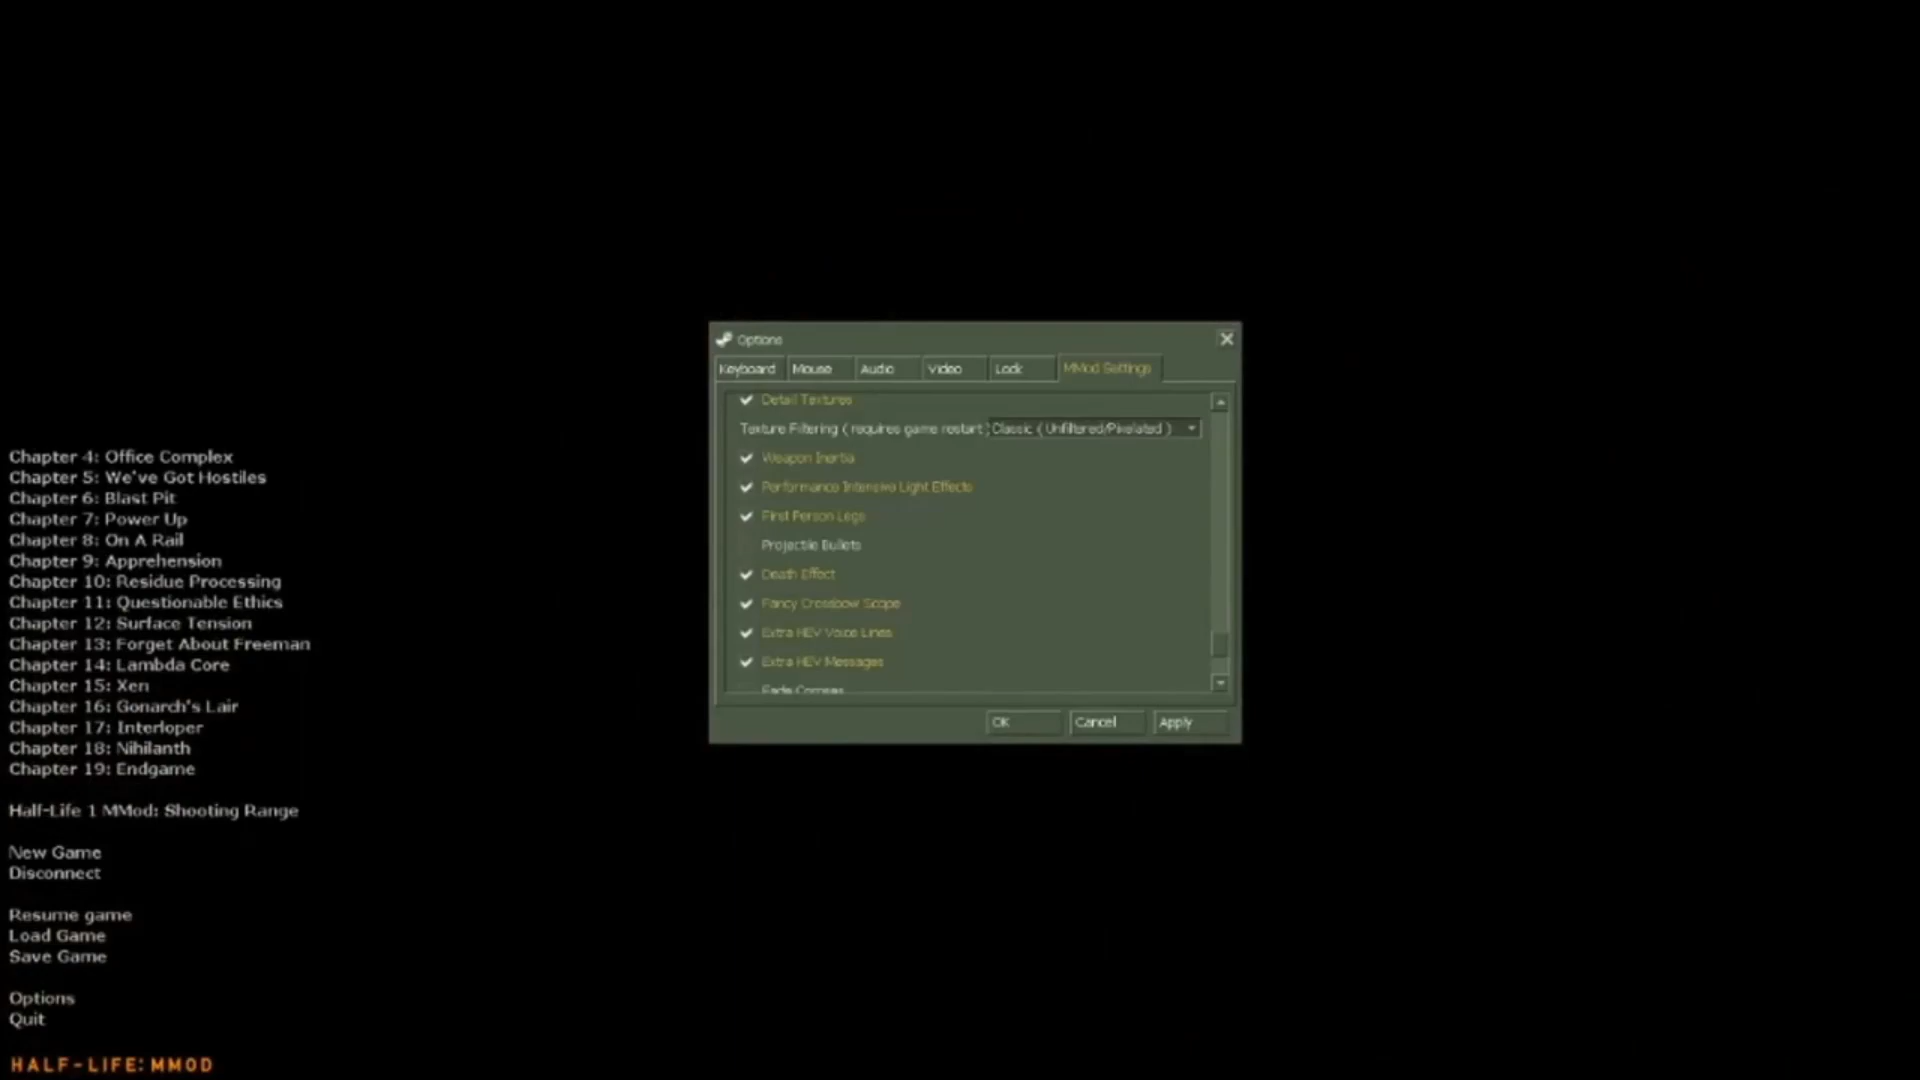 Options
Keyboard Mouse Audio Video Lock MMod Settings
Detail Textures
Texture Filtering ( requires game restart ) Classic ( Unfiltered/Pixelated )
Weapon Inertia
Performance Intensive Light Effects
First Person Legs
Projectile Bullets
Death Effect
Fancy Crossbow Scope
Extra HEV Voice Lines
Extra HEV Messages
Fade Corpses
OK Cancel Apply
Chapter 4: Office Complex
Chapter 5: We've Got Hostiles
Chapter 6: Blast Pit
Chapter 7: Power Up
Chapter 8: On A Rail
Chapter 9: Apprehension
Chapter 10: Residue Processing
Chapter 11: Questionable Ethics
Chapter 12: Surface Tension
Chapter 13: Forget About Freeman
Chapter 14: Lambda Core
Chapter 15: Xen
Chapter 16: Gonarch's Lair
Chapter 17: Interloper
Chapter 18: Nihilanth
Chapter 19: Endgame
Half-Life 1 MMod: Shooting Range
New Game
Disconnect
Resume game
Load Game
Save Game
Options
Quit
HALF-LIFE: MMOD